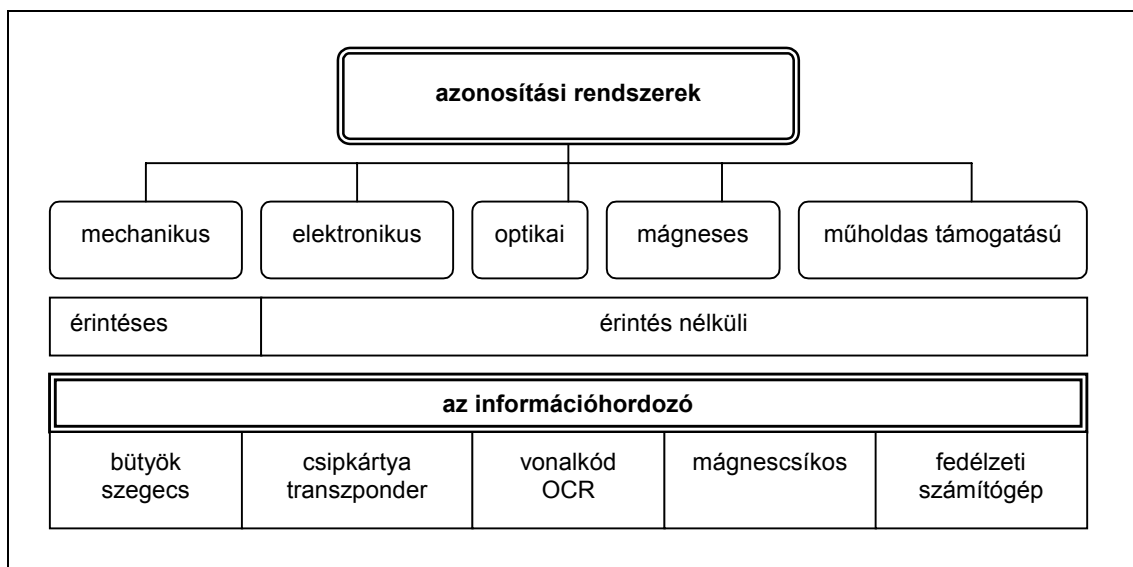 azonosítási rendszerek
mechanikus
elektronikus
optikai
mágneses
műholdas támogatású
érintéses
érintés nélküli
az információhordozó
bütyök
szegecs
csipkártya
transzponder
vonalkód
OCR
mágnescsíkos
fedélzeti
számítógép